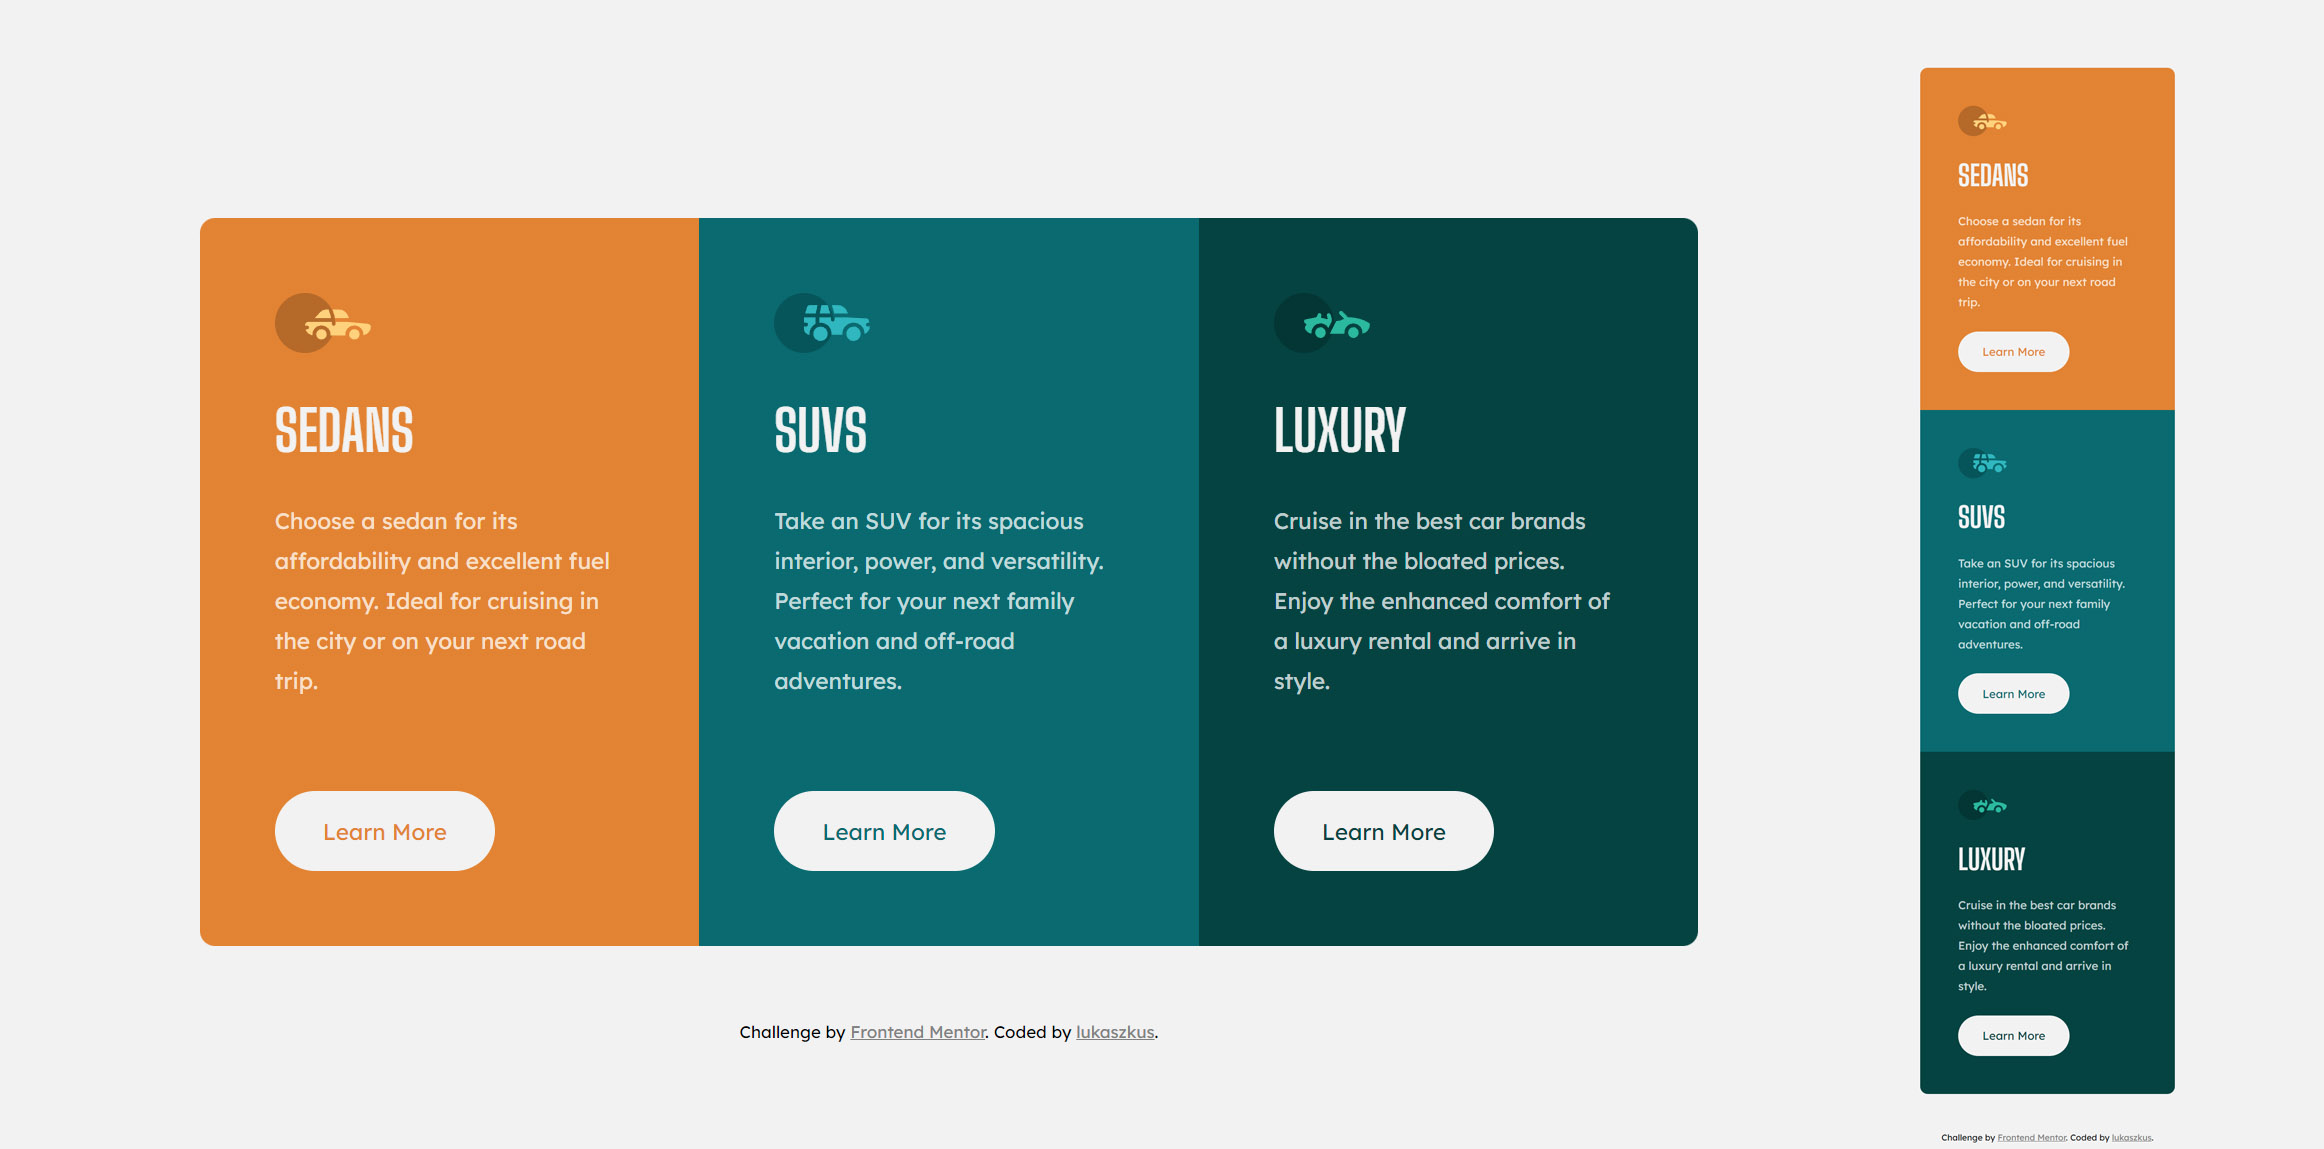 SEDANS
Choose a sedan for its
affordability and excellent fuel
economy. Ideal for cruising in
the city or on your next road
trip.
Learn More
SUVS
Take an SUV for its spacious
interior, power, and versatility.
Perfect for your next family
vacation and off-road
adventures.
Learn More
LUXURY
Cruise in the best car brands
without the bloated prices.
Enjoy the enhanced comfort of
a luxury rental and arrive in
style.
Learn More
Challenge by Frontend Mentor. Coded by lukaszkus.
SEDANS
Choose a sedan for its
affordability and excellent fuel
economy. Ideal for cruising in
the city or on your next road
trip.
Learn More
SUVS
Take an SUV for its spacious
interior, power, and versatility.
Perfect for your next family
vacation and off-road
adventures.
Learn More
LUXURY
Cruise in the best car brands
without the bloated prices.
Enjoy the enhanced comfort of
a luxury rental and arrive in
style.
Learn More
Challenge by Frontend Mentor. Coded by lukaszkus.